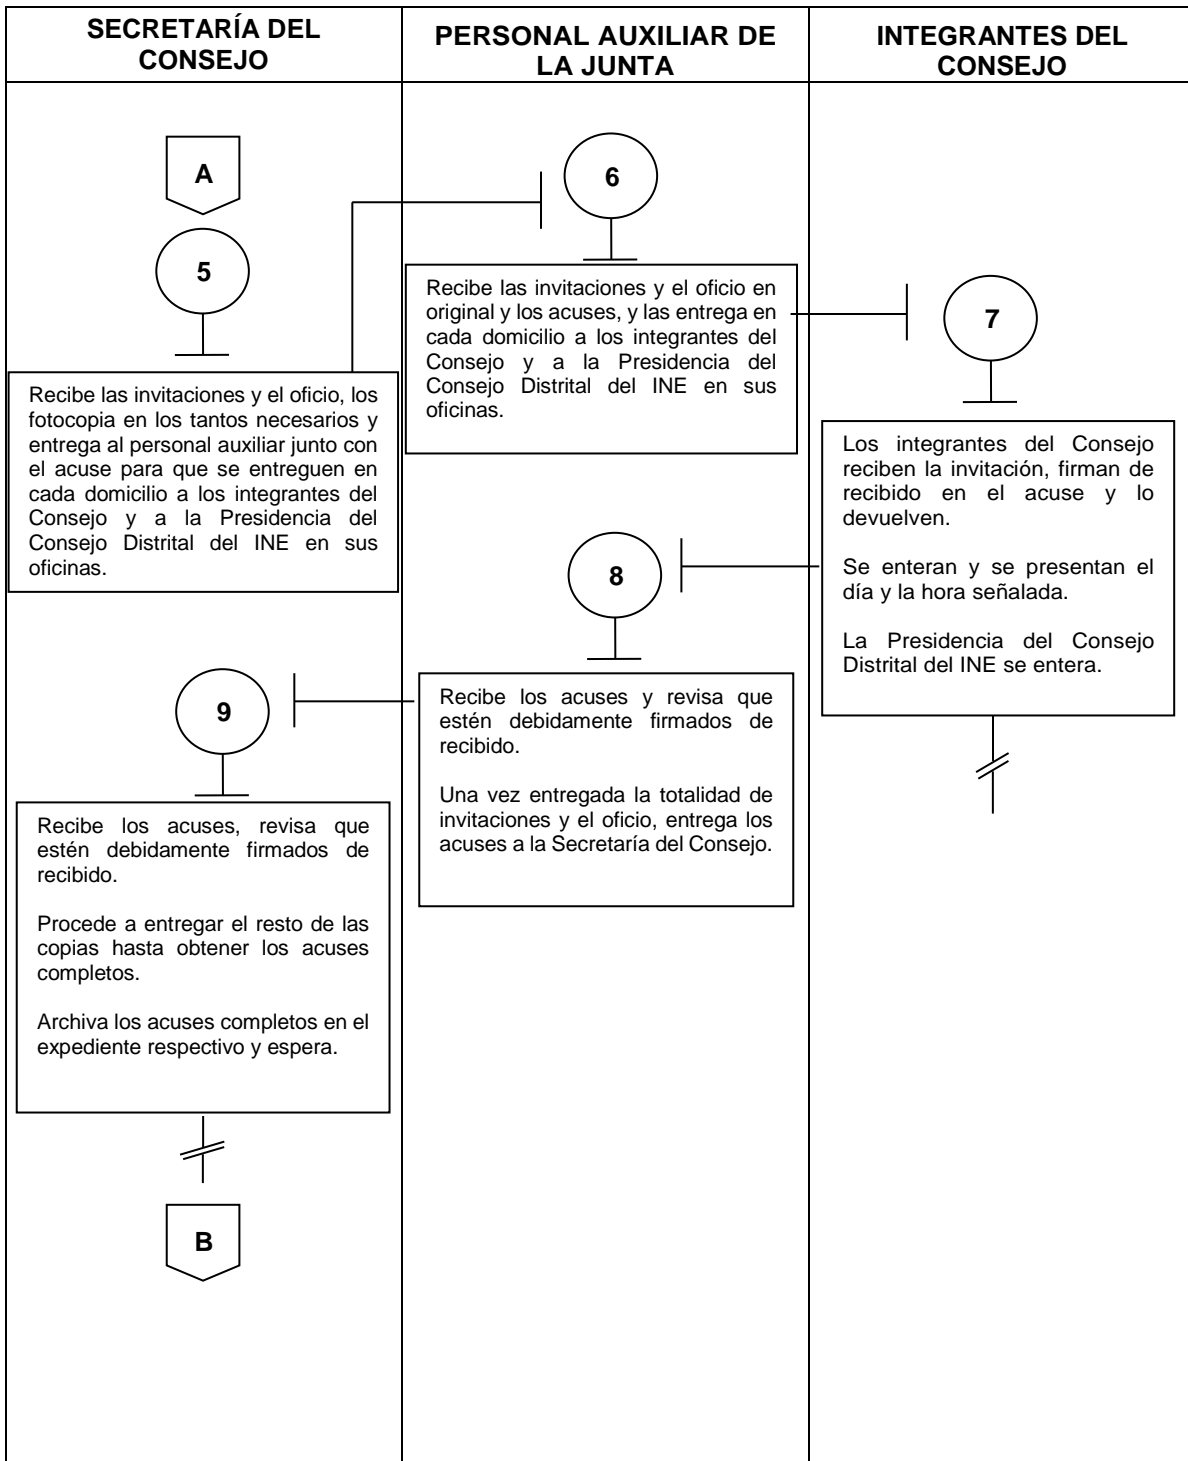 SECRETARÍA DEL
CONSEJO
PERSONAL AUXILIAR DE
LA JUNTA
INTEGRANTES DEL
CONSEJO
A
5
Recibe las invitaciones y el oficio, los
fotocopia en los tantos necesarios y
entrega al personal auxiliar junto con
el acuse para que se entreguen en
cada domicilio a los integrantes del
Consejo y a la Presidencia del
Consejo Distrital del INE en sus
oficinas.
6
Recibe las invitaciones y el oficio en
original y los acuses, y las entrega en
cada domicilio a los integrantes del
Consejo y a la Presidencia del
Consejo Distrital del INE en sus
oficinas.
7
Los integrantes del Consejo
reciben la invitación, firman de
recibido en el acuse y lo
devuelven.
Se enteran y se presentan el
día y la hora señalada.
La Presidencia del Consejo
Distrital del INE se entera.
8
Recibe los acuses y revisa que
estén debidamente firmados de
recibido.
Una vez entregada la totalidad de
invitaciones y el oficio, entrega los
acuses a la Secretaría del Consejo.
9
Recibe los acuses, revisa que
estén debidamente firmados de
recibido.
Procede a entregar el resto de las
copias hasta obtener los acuses
completos.
Archiva los acuses completos en el
expediente respectivo y espera.
B